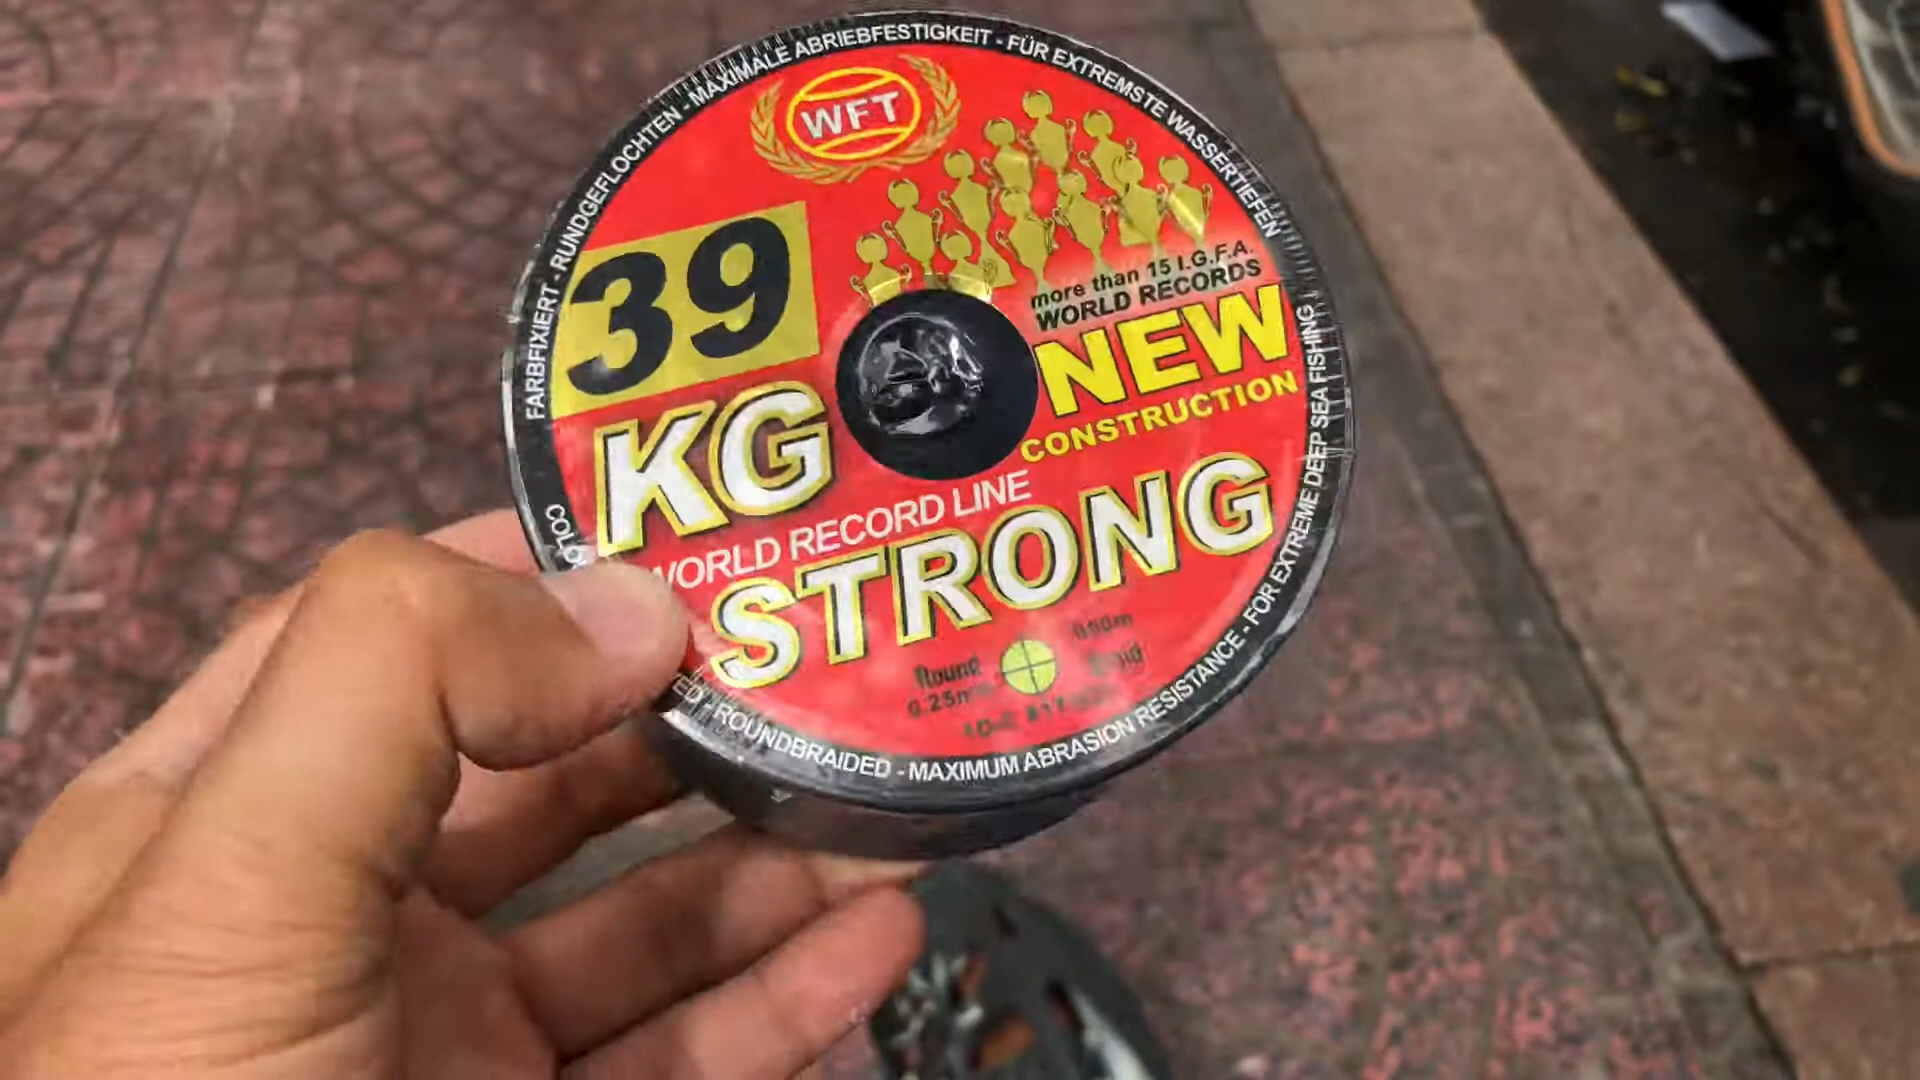 FARBFIXIERT - RUNDGEFLOCHTEN - MAXIMALE ABRIEBFESTIGKEIT - FÜR EXTREMSTE WASSERTIEFEN
WFT
39
more than 15 I.G.F.A.
WORLD RECORDS
NEW
CONSTRUCTION
KG
WORLD RECORD LINE
STRONG
Round
Braid
ROUNDBRAIDED - MAXIMUM ABRASION RESISTANCE - FOR EXTREME DEEP SEA FISHING